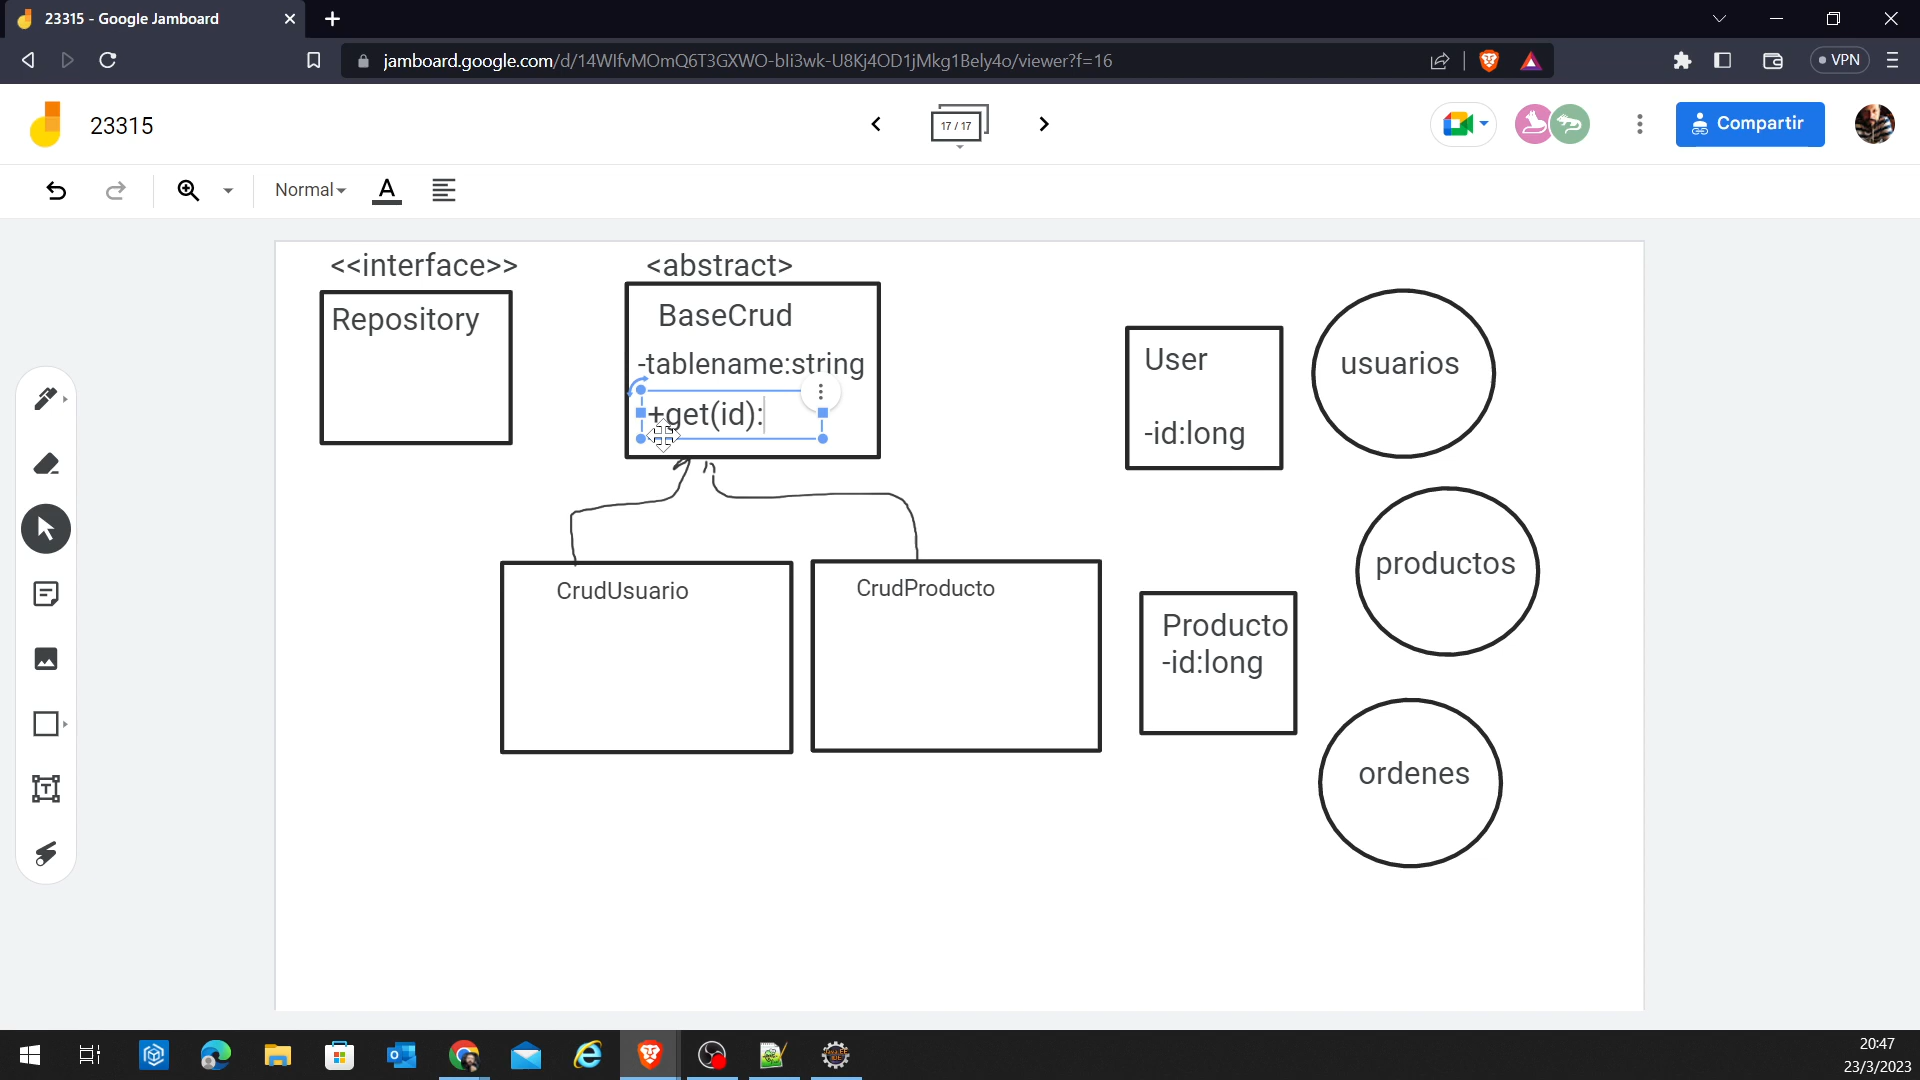 23315 - Google Jamboard
jamboard.google.com/d/14WIfvMOmQ6T3GXWO-bIi3wk-U8Kj4OD1jMkg1Bely4o/viewer?f=16
VPN
23315
17 / 17
Compartir
Normal
A
<<interface>>
<abstract>
Repository
BaseCrud
-tablename:string
+get(id):
User
-id:long
usuarios
productos
CrudUsuario
CrudProducto
Producto
-id:long
ordenes
20:47
23/3/2023